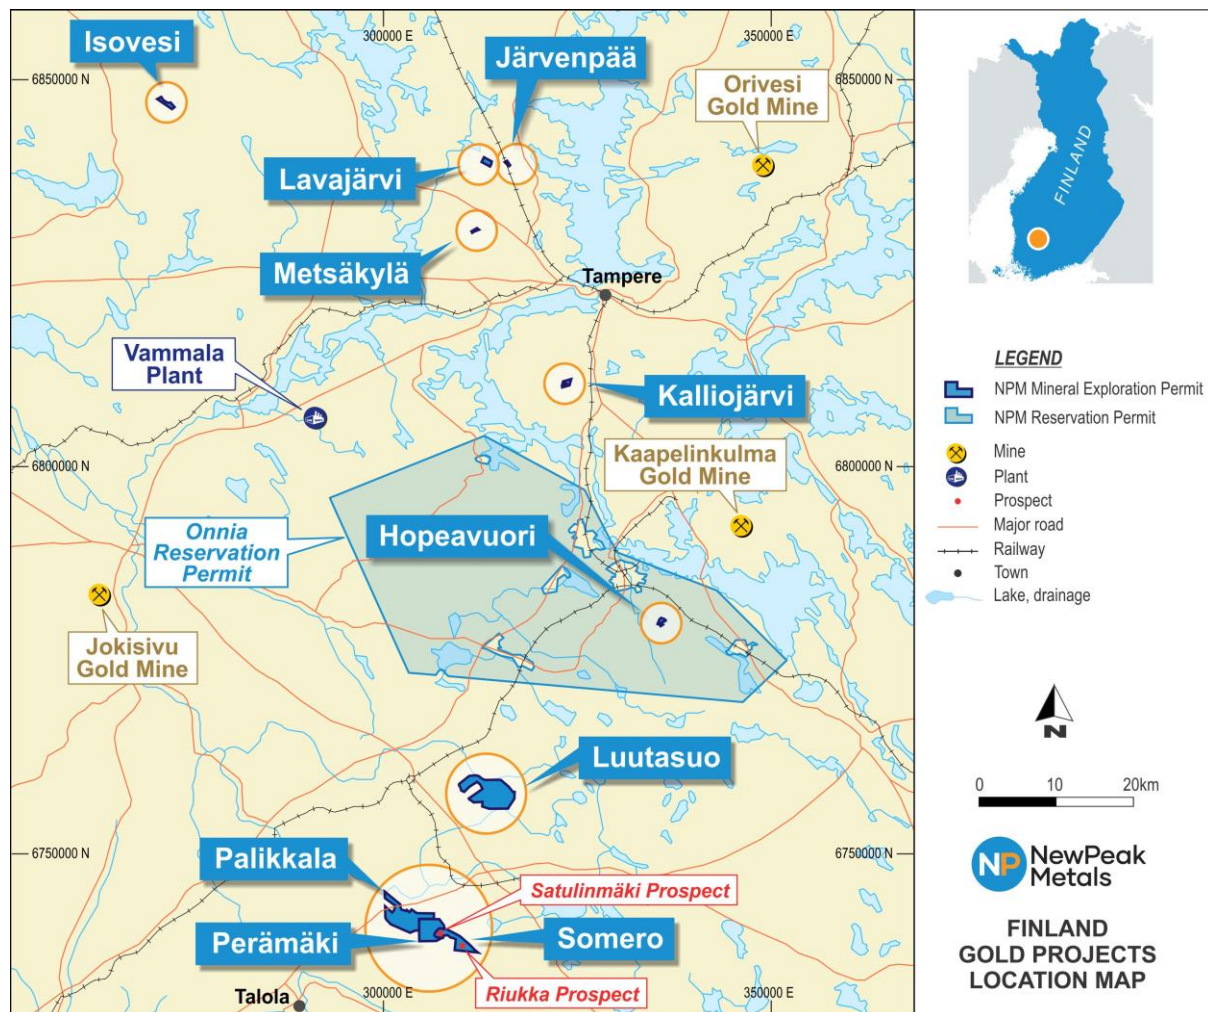 300000 E
350000 E
Isovesi
Järvenpää
6850000 N
6850000 N
Orivesi
Gold Mine
Lavajärvi
Metsäkylä
Tampere
Vammala
Plant
Kalliojärvi
6800000 N
6800000 N
Kaapelinkulma
Gold Mine
Onnia
Reservation
Permit
Hopeavuori
Jokisivu
Gold Mine
Luutasuo
6750000 N
6750000 N
Palikkala
Satulinmäki Prospect
Perämäki
Somero
Riukka Prospect
Talola
300000 E
350000 E
FINLAND
LEGEND
NPM Mineral Exploration Permit
NPM Reservation Permit
Mine
Plant
Prospect
Major road
Railway
Town
Lake, drainage
N
0 10 20km
NP NewPeak
Metals
FINLAND
GOLD PROJECTS
LOCATION MAP